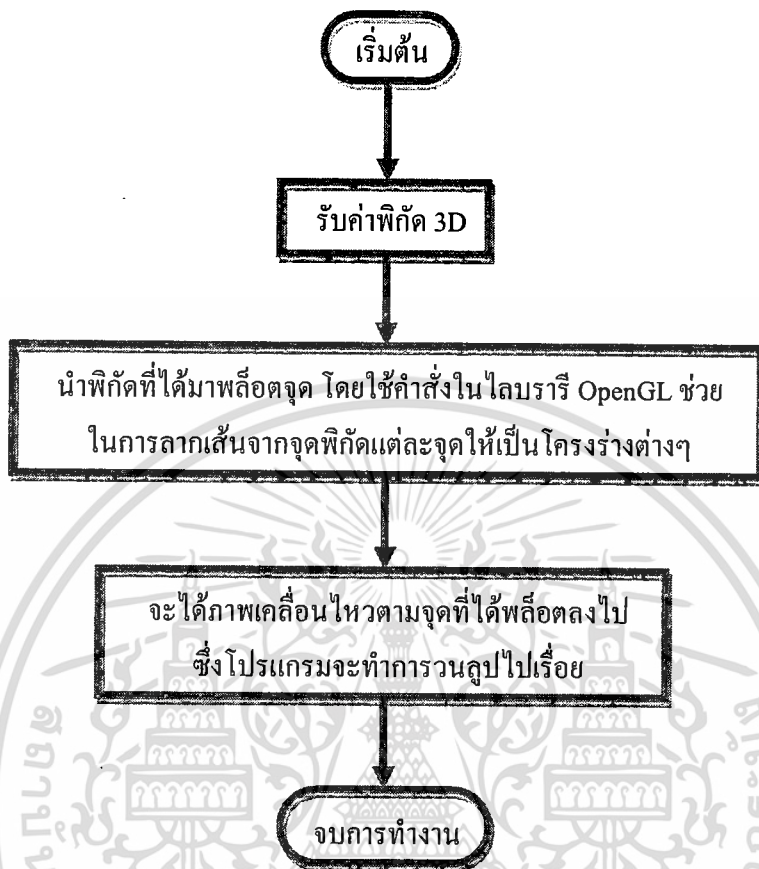 เริ่มต้น
รับค่าพิกัด 3D
นำพิกัดที่ได้มาพล็อตจุด โดยใช้คำสั่งในไลบรารี OpenGL ช่วย
ในการลากเส้นจากจุดพิกัดแต่ละจุดให้เป็นโครงร่างต่างๆ
จะได้ภาพเคลื่อนไหวตามจุดที่ได้พล็อตลงไป
ซึ่งโปรแกรมจะทำการวนลูปไปเรื่อย
จบการทำงาน